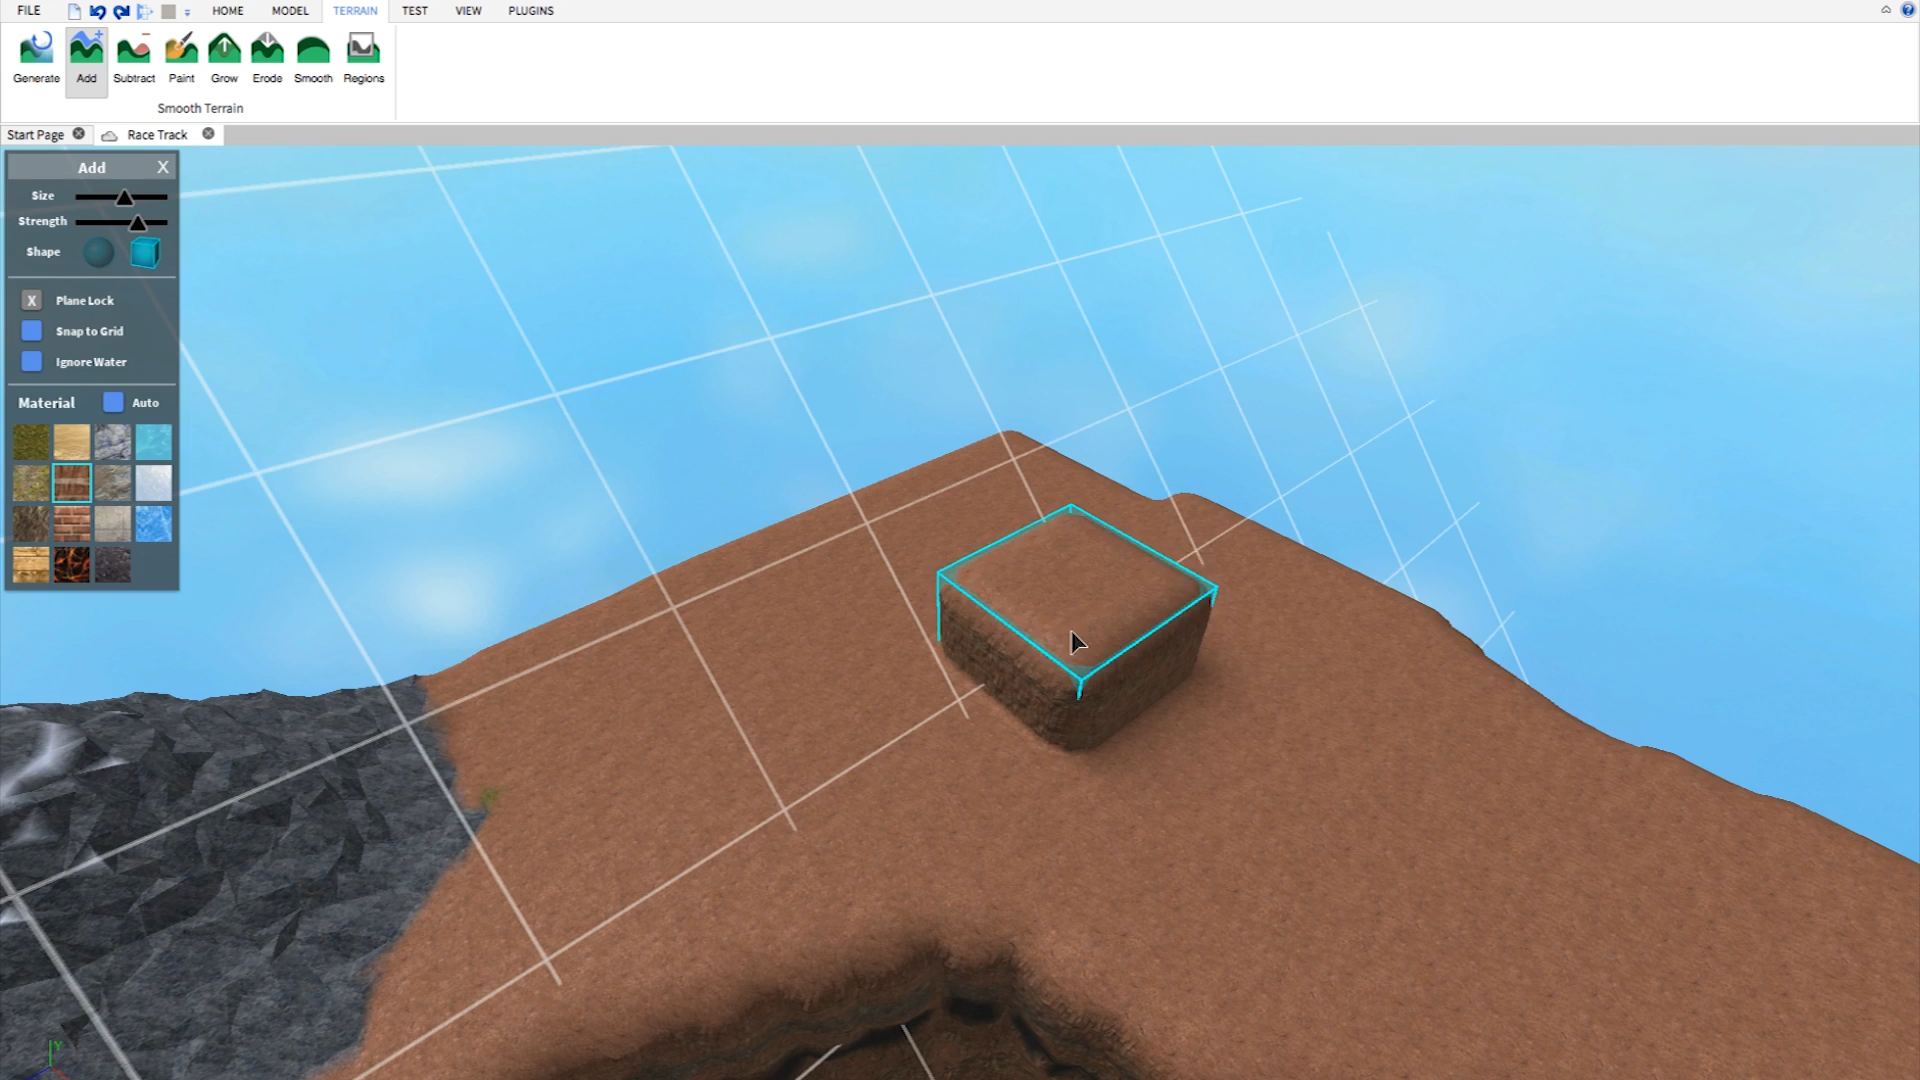 FILE HOME MODEL TERRAIN TEST VIEW PLUGINS
Generate Add Subtract Paint Grow Erode Smooth Regions
Smooth Terrain
Start Page Race Track
Add X
Size
Strength
Shape
X Plane Lock
Snap to Grid
Ignore Water
Material Auto
Y